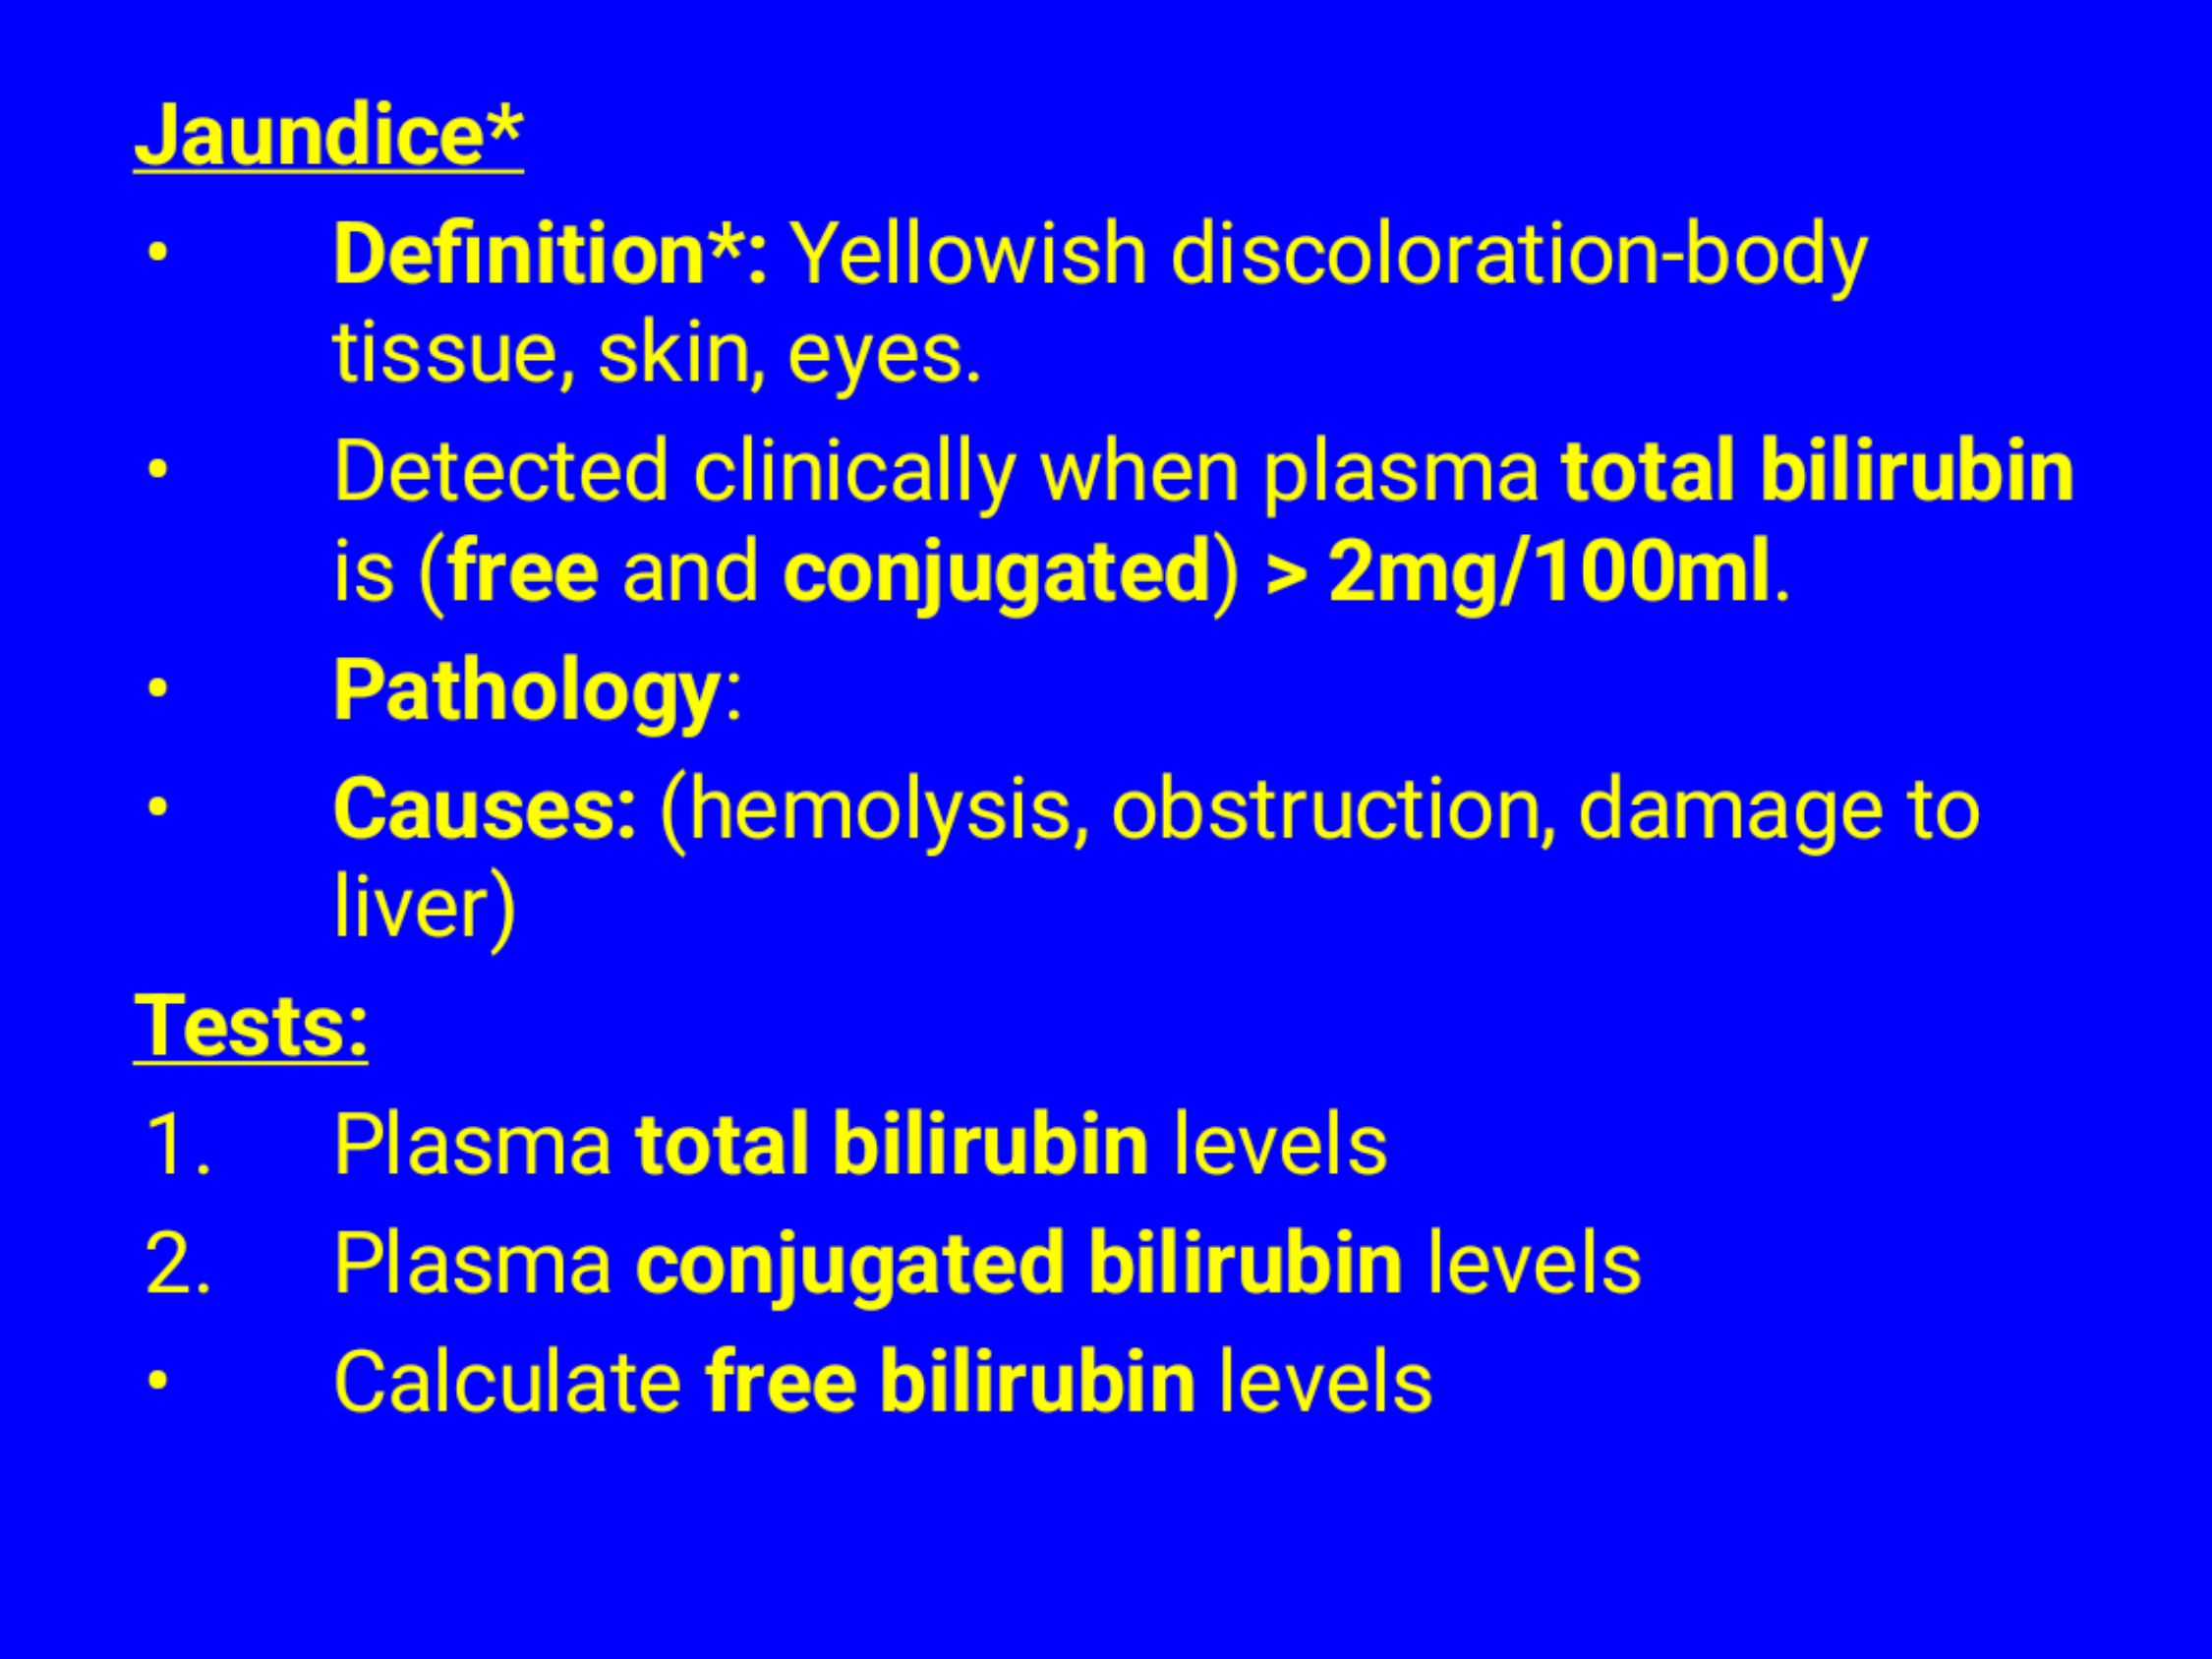 Jaundice*
• Definition*: Yellowish discoloration-body
tissue, skin, eyes.
• Detected clinically when plasma total bilirubin
is (free and conjugated) > 2mg/100ml.
• Pathology:
• Causes: (hemolysis, obstruction, damage to
liver)
Tests:
1. Plasma total bilirubin levels
2. Plasma conjugated bilirubin levels
• Calculate free bilirubin levels